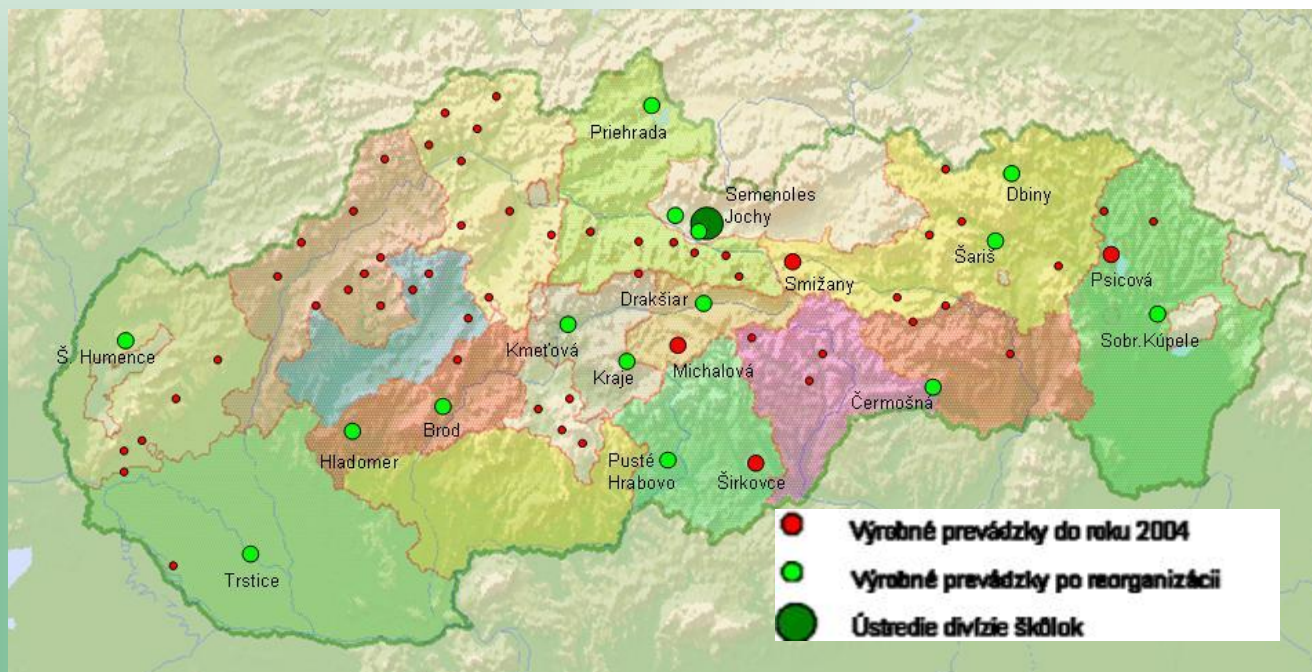 Priehrada
Semenoles
Jochy
Dbiny
Šariš
Psicová
Smižany
Drakšiar
Sobr.Kúpele
Š. Humence
Kmeťová
Kraje
Michalová
Čermošná
Brod
Hladomer
Pusté
Hrabovo
Širkovce
Trstice
Výrobné prevádzky do roku 2004
Výrobné prevádzky po reorganizácii
Ústredie divízie škôlok